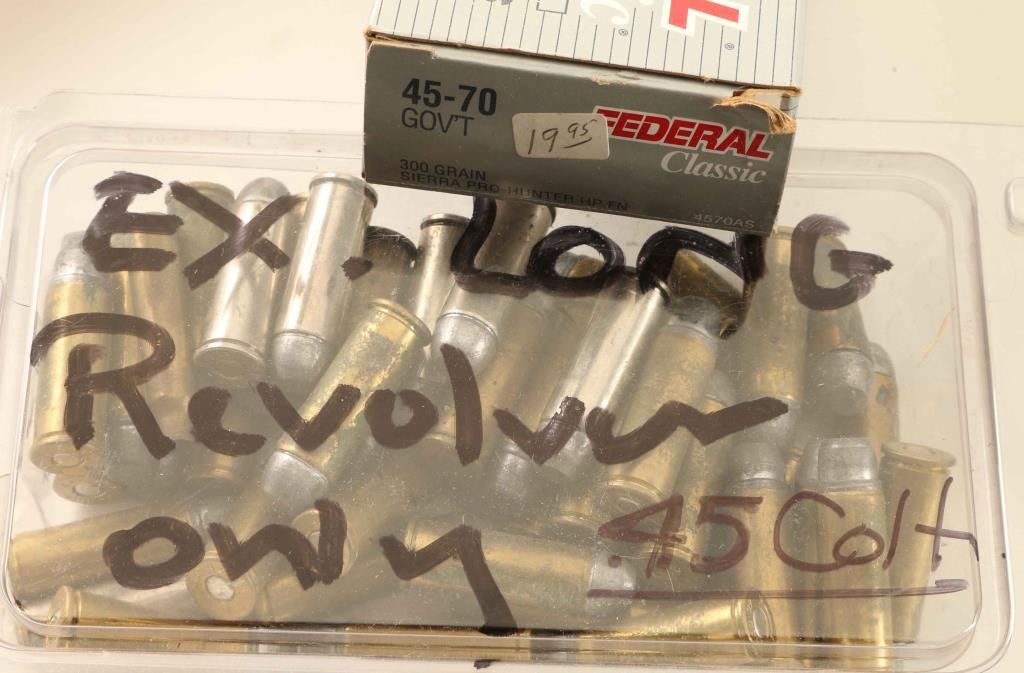 45-70
GOV'T
19.95
FEDERAL
Classic
300 GRAIN
SIERRA PRO-HUNTER HP FN
4570AS
EX. LONG
Revolver
only
.45 Colt